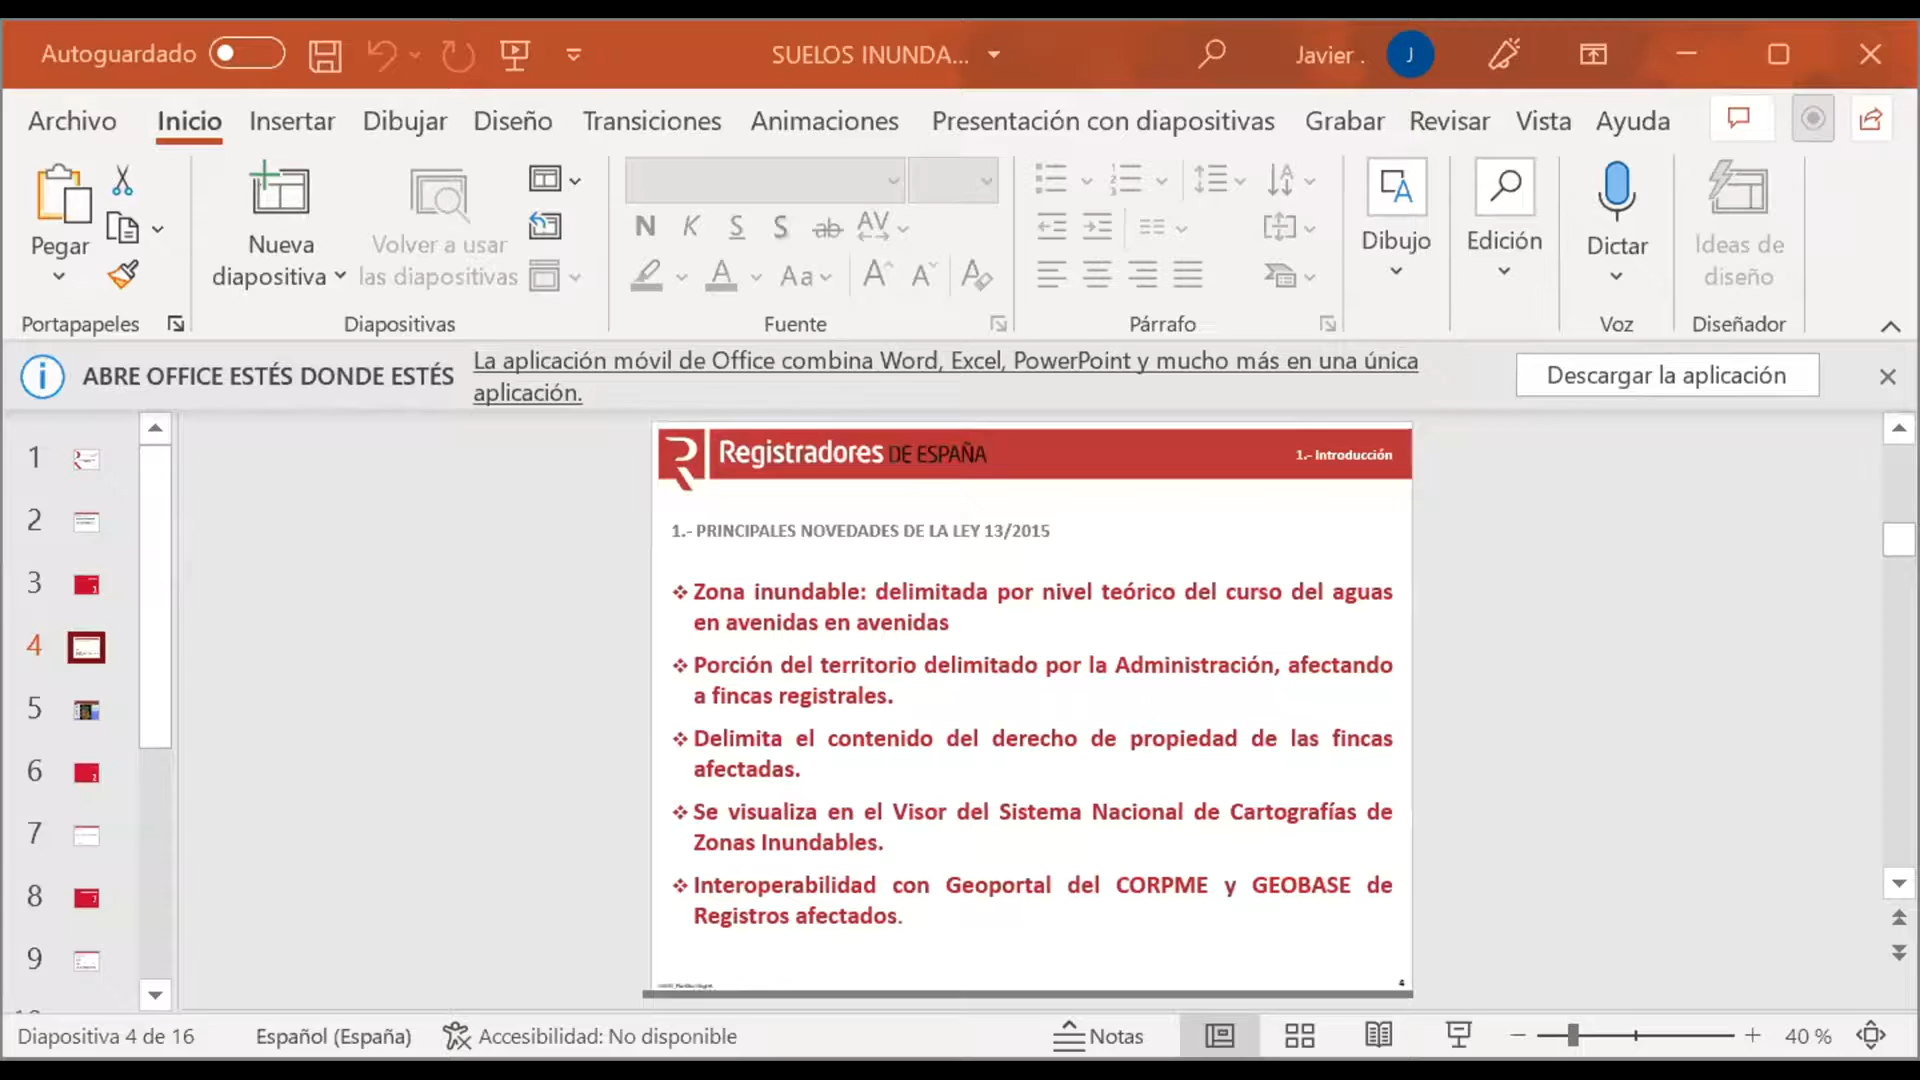 Autoguardado
SUELOS INUNDA...
Javier .
J
Archivo
Inicio
Insertar
Dibujar
Diseño
Transiciones
Animaciones
Presentación con diapositivas
Grabar
Revisar
Vista
Ayuda
Pegar
Nueva
diapositiva
Volver a usar
las diapositivas
N K S S ab AV
A Aa A A A
Dibujo
Edición
Dictar
Ideas de
diseño
Portapapeles
Diapositivas
Fuente
Párrafo
Voz
Diseñador
ABRE OFFICE ESTÉS DONDE ESTÉS
La aplicación móvil de Office combina Word, Excel, PowerPoint y mucho más en una única
aplicación.
Descargar la aplicación
1
2
3
4
5
6
7
8
9
Registradores DE ESPAÑA
1.- Introducción
1.- PRINCIPALES NOVEDADES DE LA LEY 13/2015
❖ Zona inundable: delimitada por nivel teórico del curso del aguas
en avenidas en avenidas
❖ Porción del territorio delimitado por la Administración, afectando
a fincas registrales.
❖ Delimita el contenido del derecho de propiedad de las fincas
afectadas.
❖ Se visualiza en el Visor del Sistema Nacional de Cartografías de
Zonas Inundables.
❖ Interoperabilidad con Geoportal del CORPME y GEOBASE de
Registros afectados.
4
Diapositiva 4 de 16
Español (España)
Accesibilidad: No disponible
Notas
40 %